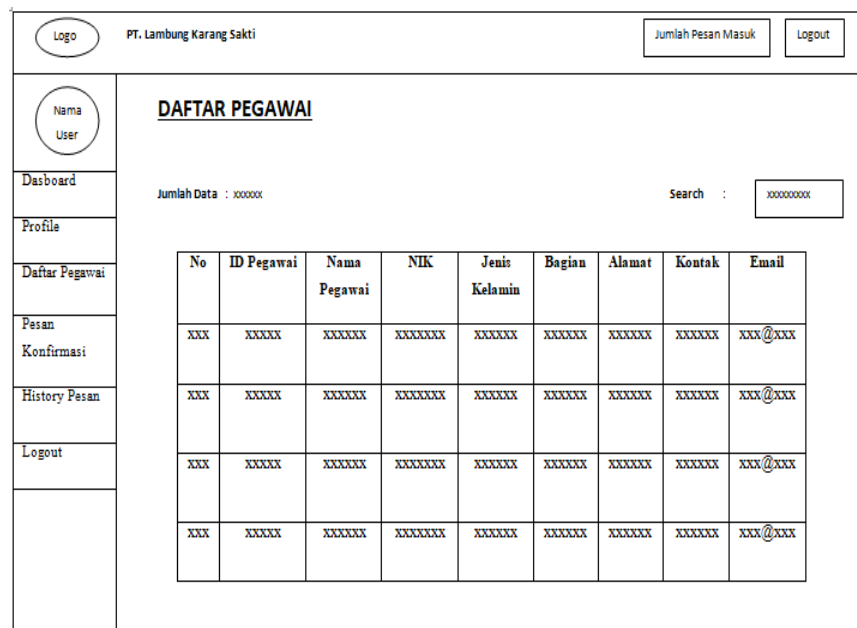 Logo
PT. Lambung Karang Sakti
Jumlah Pesan Masuk
Logout
Nama
User
Dasboard
Profile
Daftar Pegawai
Pesan
Konfirmasi
History Pesan
Logout
DAFTAR PEGAWAI
Jumlah Data : xxxxxx
Search : xxxxxxxxx
No ID Pegawai Nama Pegawai NIK Jenis Kelamin Bagian Alamat Kontak Email
xxx xxxxx xxxxxx xxxxxxx xxxxxx xxxxxx xxxxxx xxxxxx xxx@xxx
xxx xxxxx xxxxxx xxxxxxx xxxxxx xxxxxx xxxxxx xxxxxx xxx@xxx
xxx xxxxx xxxxxx xxxxxxx xxxxxx xxxxxx xxxxxx xxxxxx xxx@xxx
xxx xxxxx xxxxxx xxxxxxx xxxxxx xxxxxx xxxxxx xxxxxx xxx@xxx